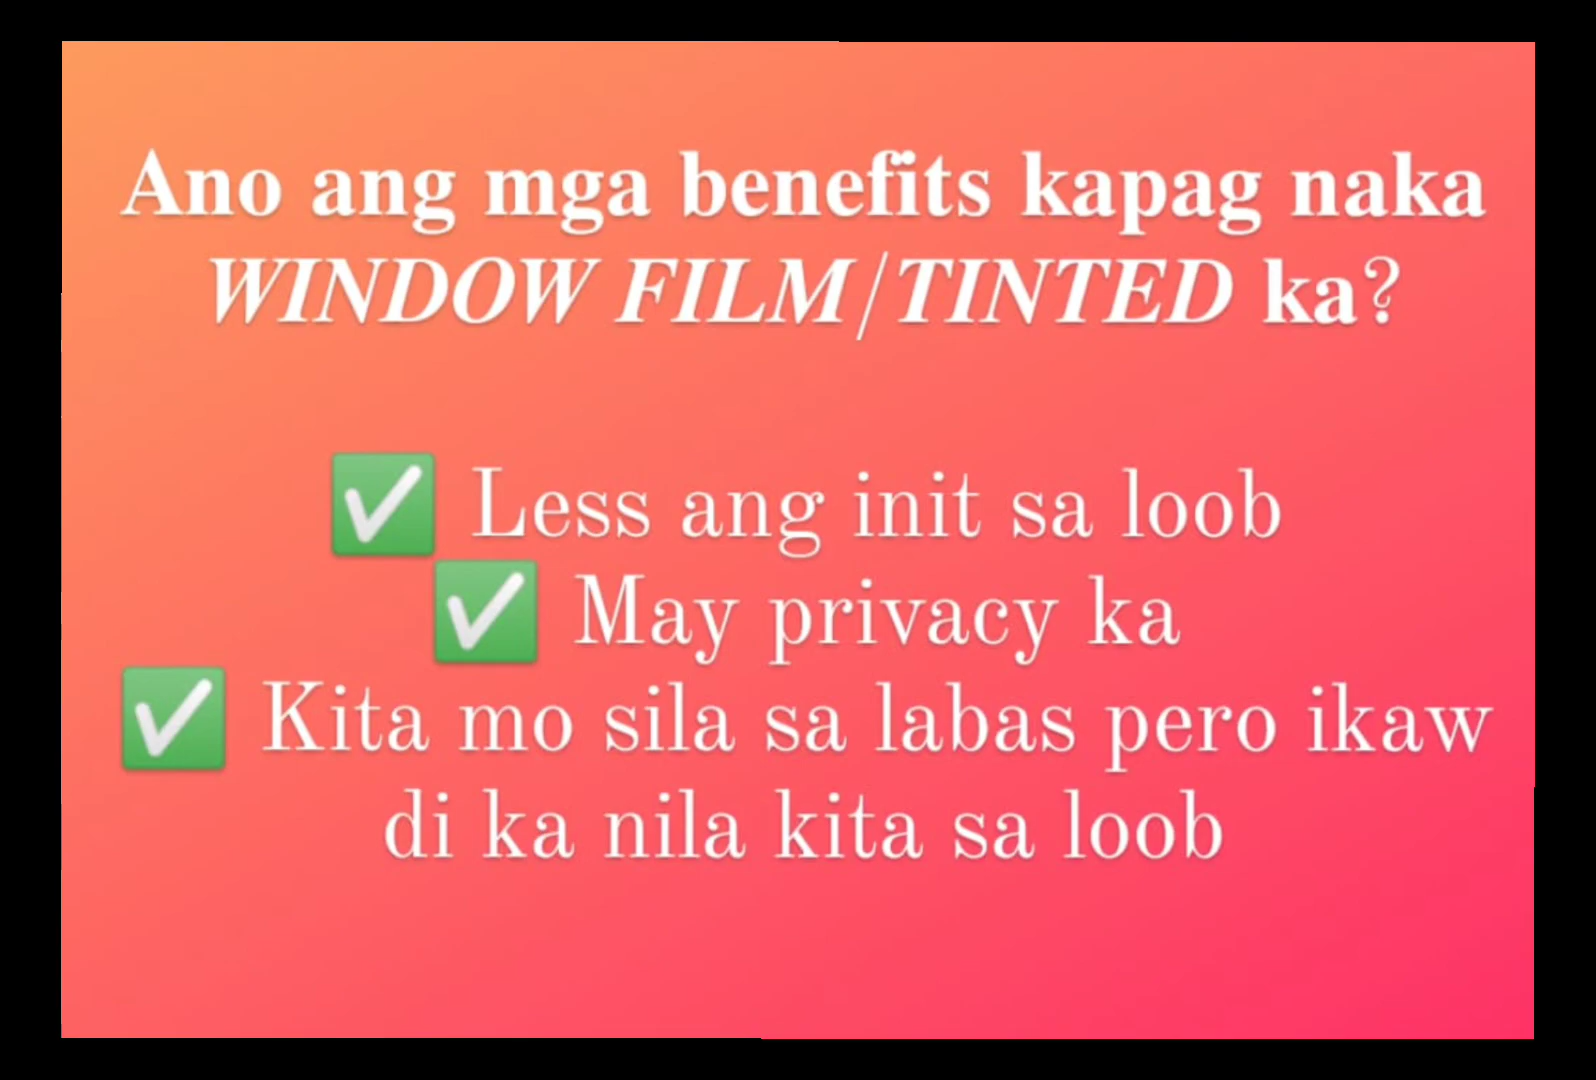 Ano ang mga benefits kapag naka
WINDOW FILM/TINTED ka?
✅ Less ang init sa loob
✅ May privacy ka
✅ Kita mo sila sa labas pero ikaw
di ka nila kita sa loob